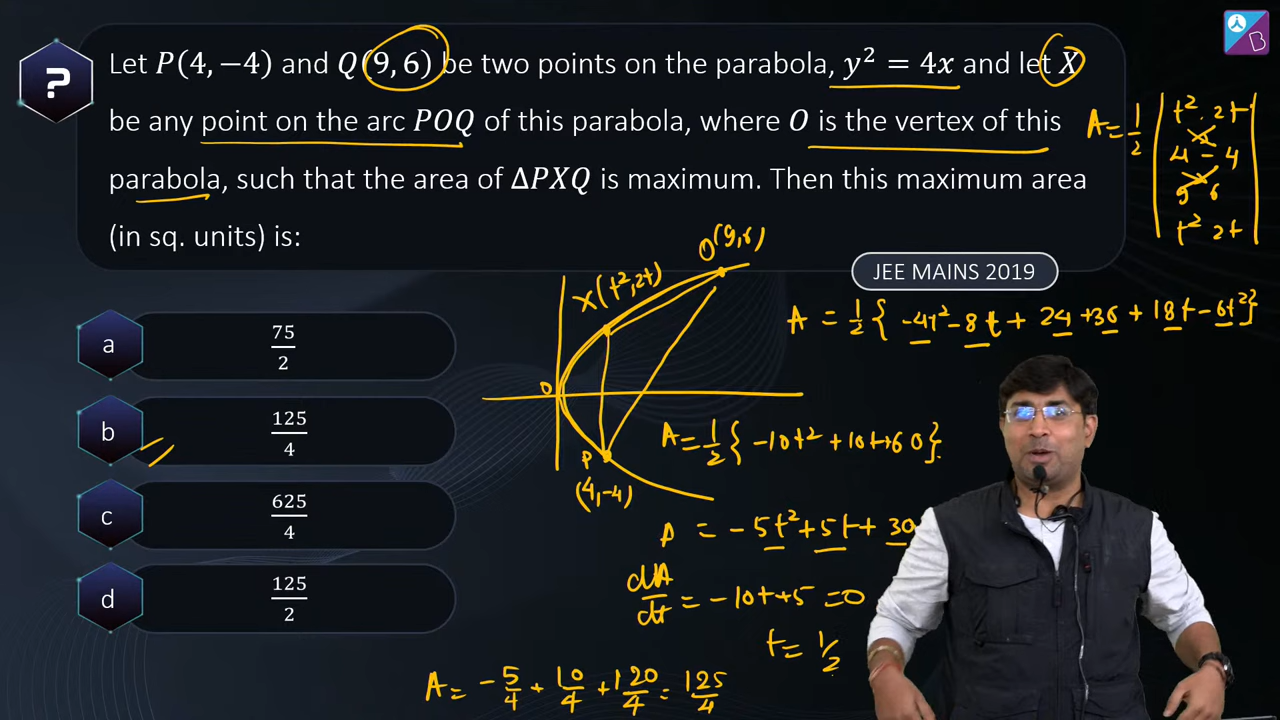 ?
Let P(4, −4) and Q(9, 6) be two points on the parabola, y² = 4x and let X
be any point on the arc POQ of this parabola, where O is the vertex of this
parabola, such that the area of ΔPXQ is maximum. Then this maximum area
(in sq. units) is:
JEE MAINS 2019
a 75/2
b 125/4
c 625/4
d 125/2
B
A = 1/2 | t² 2t
4 −4
9 6
t² 2t |
A = 1/2 { −4t² − 8t + 24 + 36 + 18t − 6t² }
X(t², 2t)
(9,6)
O
P
(4,−4)
A = 1/2 { −10t² + 10t + 60 }
A = −5t² + 5t + 30
dA/dt = −10t + 5 = 0
t = 1/2
A = −5/4 + 10/4 + 120/4 = 125/4